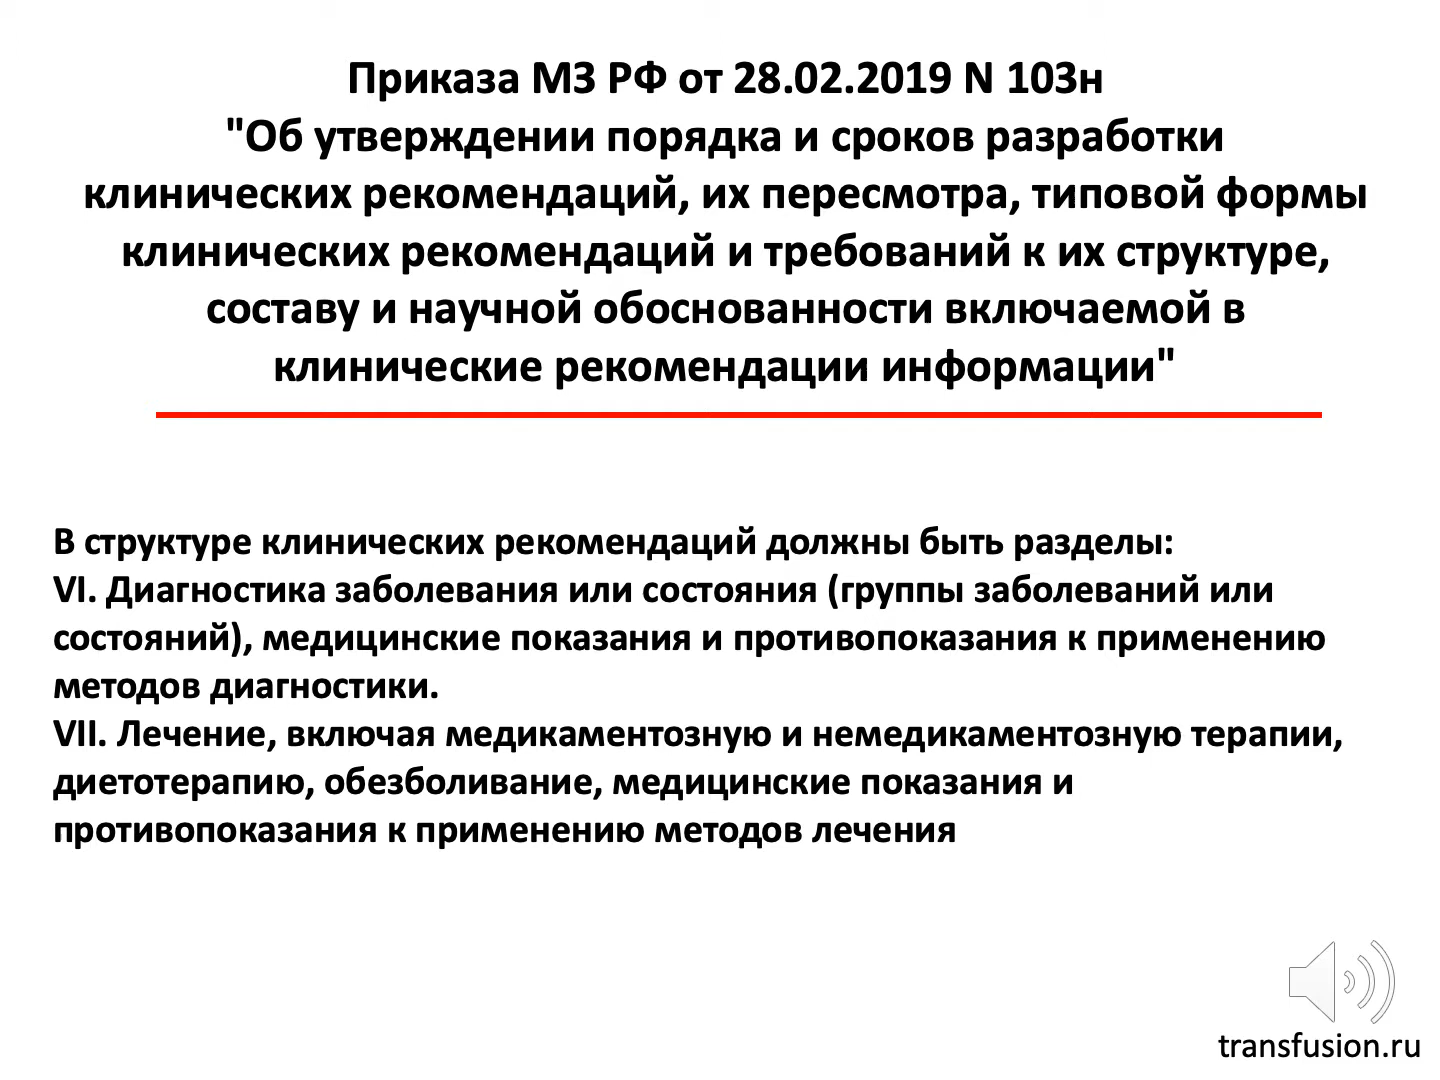 Приказа МЗ РФ от 28.02.2019 N 103н
"Об утверждении порядка и сроков разработки
клинических рекомендаций, их пересмотра, типовой формы
клинических рекомендаций и требований к их структуре,
составу и научной обоснованности включаемой в
клинические рекомендации информации"
В структуре клинических рекомендаций должны быть разделы:
VI. Диагностика заболевания или состояния (группы заболеваний или
состояний), медицинские показания и противопоказания к применению
методов диагностики.
VII. Лечение, включая медикаментозную и немедикаментозную терапии,
диетотерапию, обезболивание, медицинские показания и
противопоказания к применению методов лечения
transfusion.ru